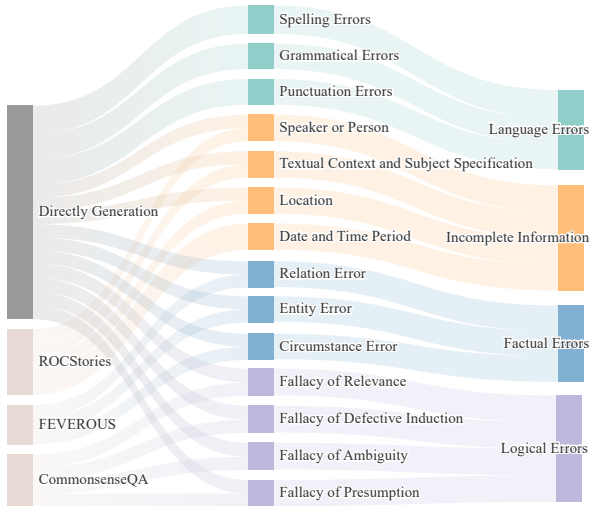 Directly Generation
ROCStories
FEVEROUS
CommonsenseQA
Spelling Errors
Grammatical Errors
Punctuation Errors
Speaker or Person
Textual Context and Subject Specification
Location
Date and Time Period
Relation Error
Entity Error
Circumstance Error
Fallacy of Relevance
Fallacy of Defective Induction
Fallacy of Ambiguity
Fallacy of Presumption
Language Errors
Incomplete Information
Factual Errors
Logical Errors